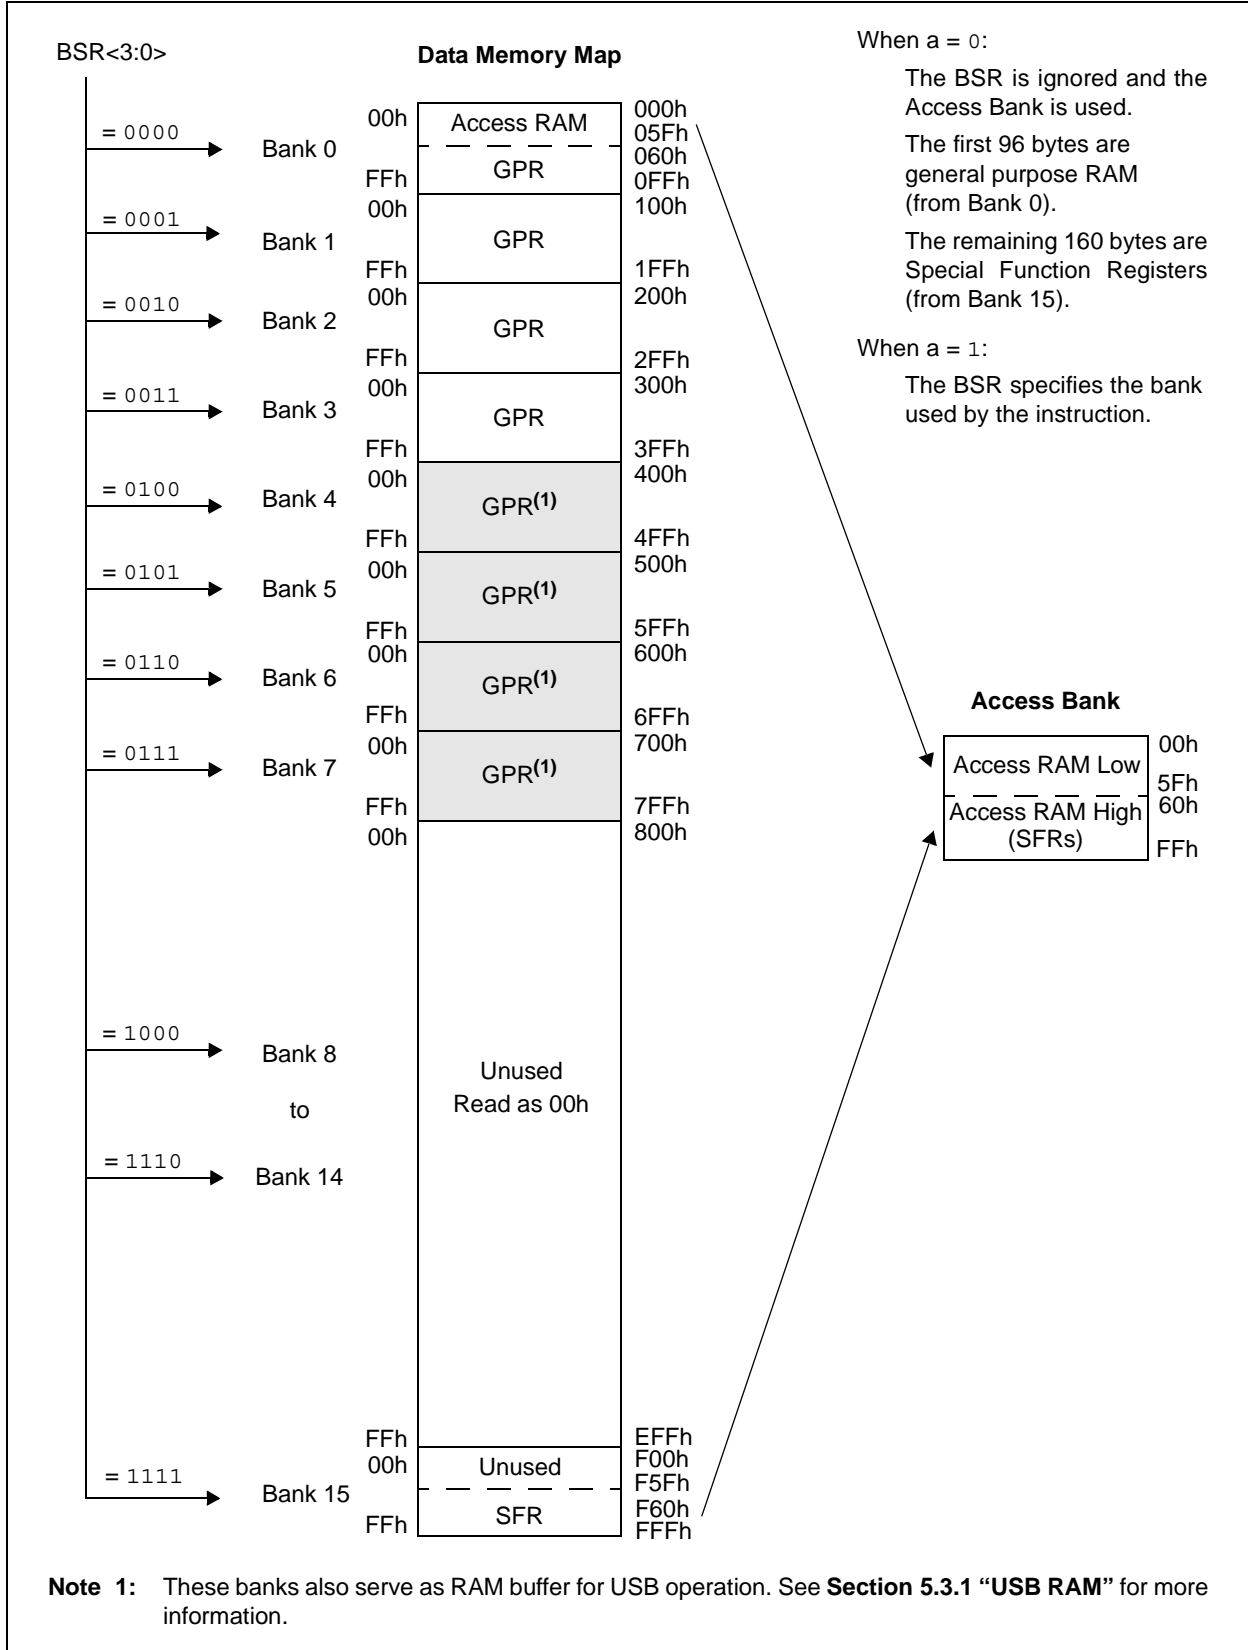 BSR<3:0>
Data Memory Map
When a = 0:
The BSR is ignored and the
Access Bank is used.
The first 96 bytes are
general purpose RAM
(from Bank 0).
The remaining 160 bytes are
Special Function Registers
(from Bank 15).
When a = 1:
The BSR specifies the bank
used by the instruction.
= 0000
Bank 0
00h
Access RAM
000h
05Fh
GPR
060h
FFh
0FFh
= 0001
Bank 1
00h
GPR
100h
FFh
1FFh
= 0010
Bank 2
00h
GPR
200h
FFh
2FFh
= 0011
Bank 3
00h
GPR
300h
FFh
3FFh
= 0100
Bank 4
00h
GPR(1)
400h
FFh
4FFh
= 0101
Bank 5
00h
GPR(1)
500h
FFh
5FFh
= 0110
Bank 6
00h
GPR(1)
600h
FFh
6FFh
= 0111
Bank 7
00h
GPR(1)
700h
FFh
7FFh
Access Bank
Access RAM Low
00h
5Fh
Access RAM High
(SFRs)
60h
FFh
00h
800h
= 1000
Bank 8
to
= 1110
Bank 14
Unused
Read as 00h
FFh
EFFh
= 1111
Bank 15
00h
Unused
F00h
F5Fh
SFR
F60h
FFh
FFFh
Note 1: These banks also serve as RAM buffer for USB operation. See Section 5.3.1 “USB RAM” for more
information.